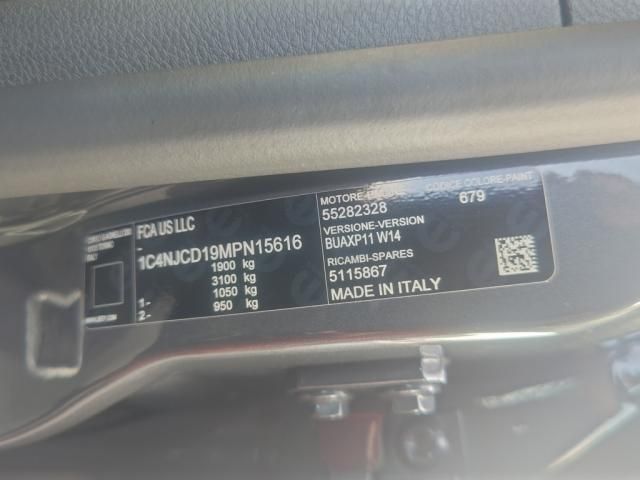 FCA US LLC
-
1C4NJCD19MPN15616
1900 kg
3100 kg
1- 1050 kg
2- 950 kg
MOTORE-ENGINE
55282328
CODICE COLORE-PAINT
679
VERSIONE-VERSION
BUAXP11 W14
RICAMBI-SPARES
5115867
MADE IN ITALY